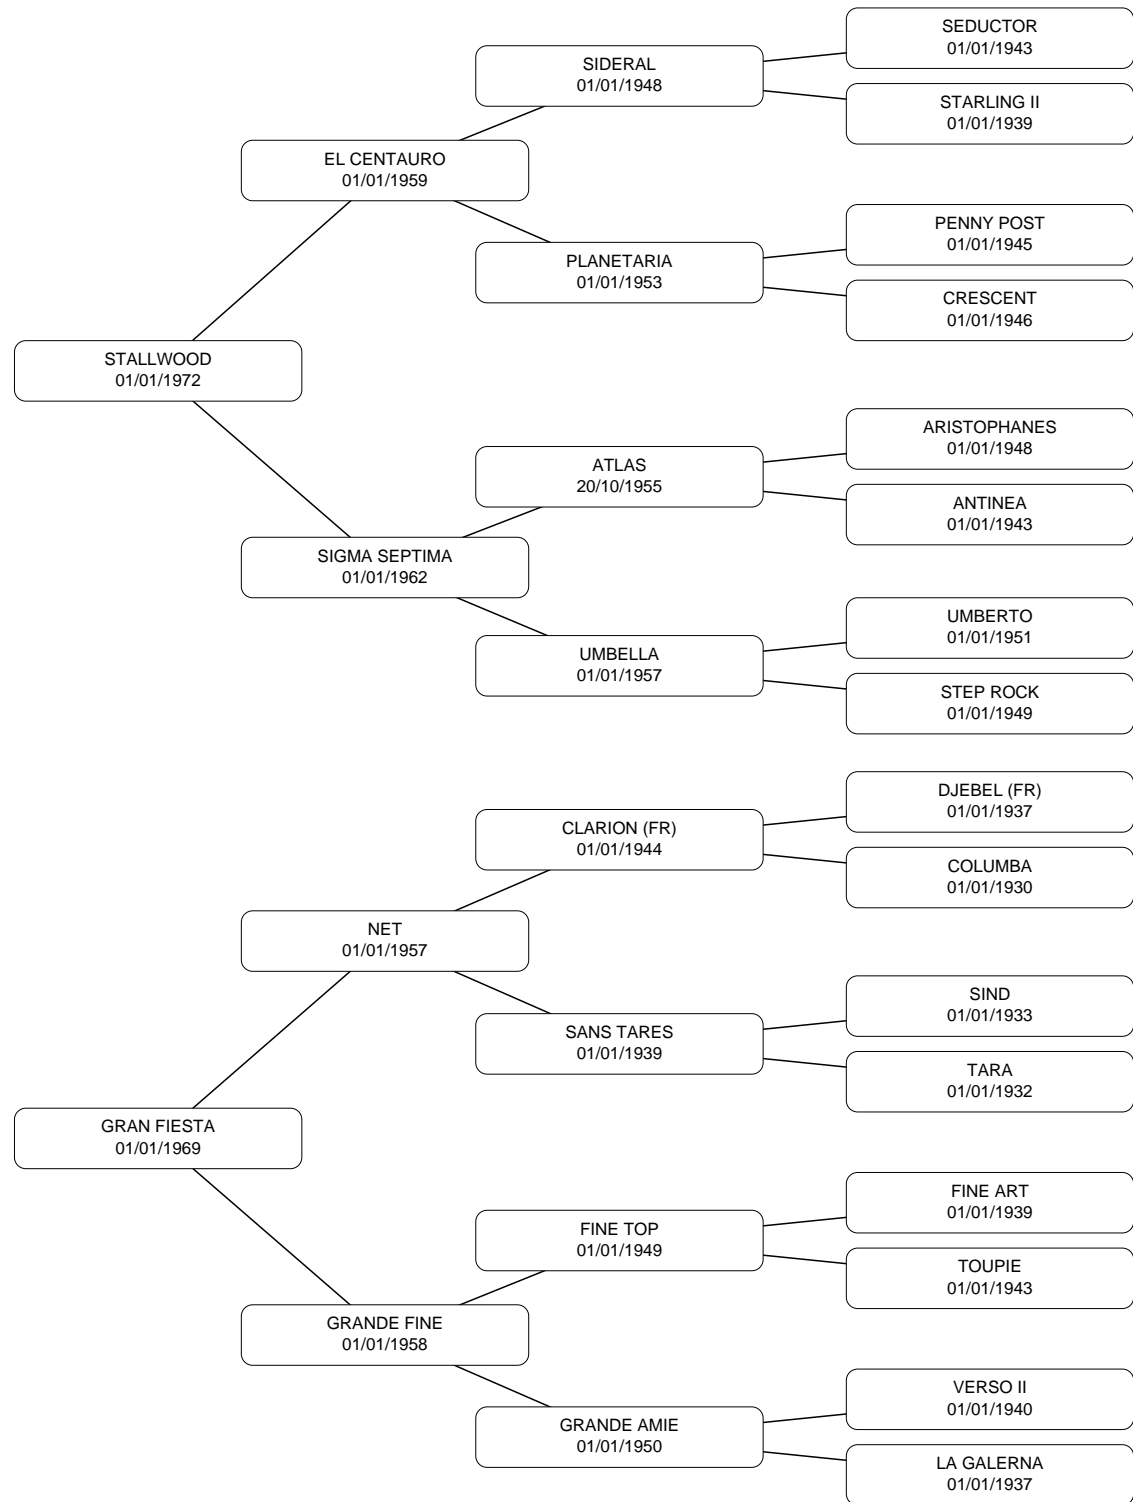 SEDUCTOR
01/01/1943
SIDERAL
01/01/1948
STARLING II
01/01/1939
EL CENTAURO
01/01/1959
PENNY POST
01/01/1945
PLANETARIA
01/01/1953
CRESCENT
01/01/1946
STALLWOOD
01/01/1972
ARISTOPHANES
01/01/1948
ATLAS
20/10/1955
ANTINEA
01/01/1943
SIGMA SEPTIMA
01/01/1962
UMBERTO
01/01/1951
UMBELLA
01/01/1957
STEP ROCK
01/01/1949
DJEBEL (FR)
01/01/1937
CLARION (FR)
01/01/1944
COLUMBA
01/01/1930
NET
01/01/1957
SIND
01/01/1933
SANS TARES
01/01/1939
TARA
01/01/1932
GRAN FIESTA
01/01/1969
FINE ART
01/01/1939
FINE TOP
01/01/1949
TOUPIE
01/01/1943
GRANDE FINE
01/01/1958
VERSO II
01/01/1940
GRANDE AMIE
01/01/1950
LA GALERNA
01/01/1937